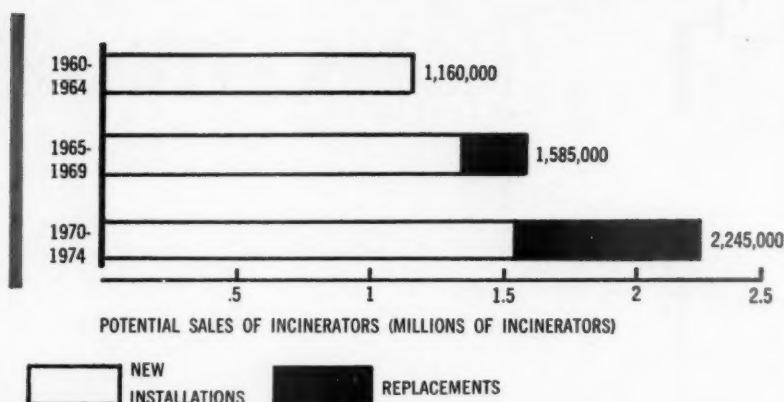 1960-
1964
1,160,000
1965-
1969
1,585,000
1970-
1974
2,245,000
.5 1 1.5 2 2.5
POTENTIAL SALES OF INCINERATORS (MILLIONS OF INCINERATORS)
NEW
INSTALLATIONS
REPLACEMENTS